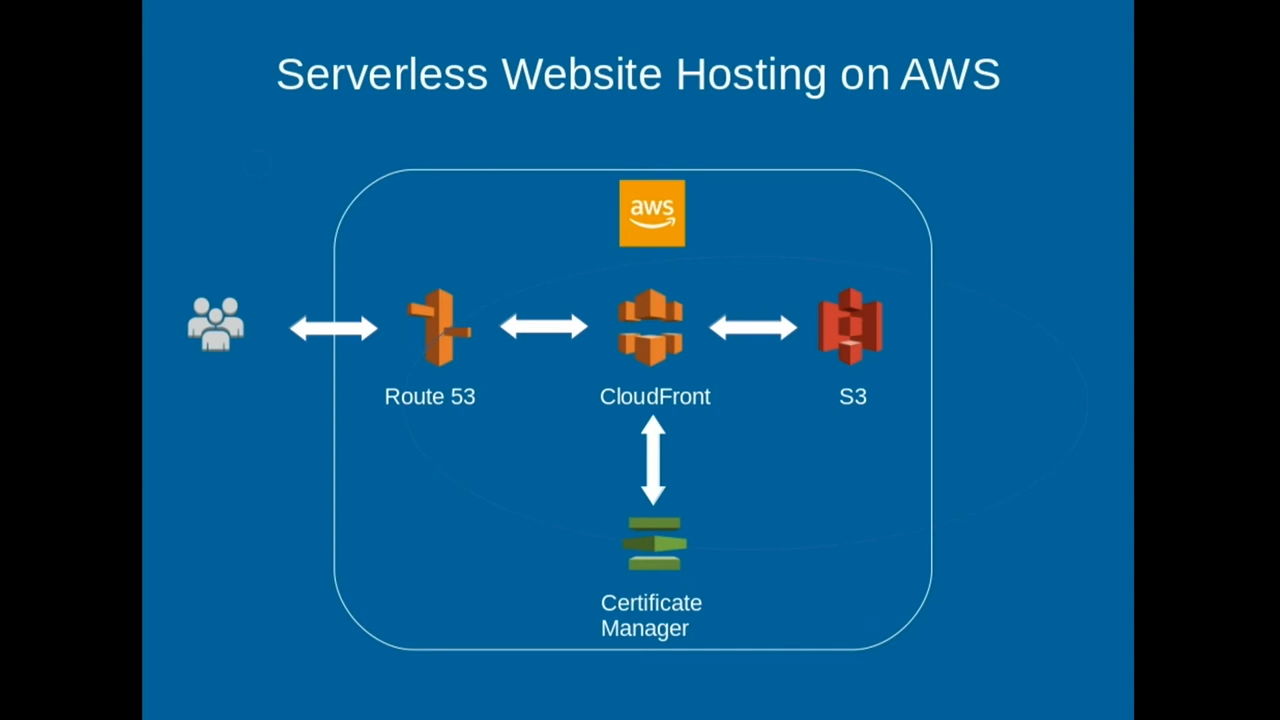 Serverless Website Hosting on AWS
aws
Route 53
CloudFront
S3
Certificate
Manager